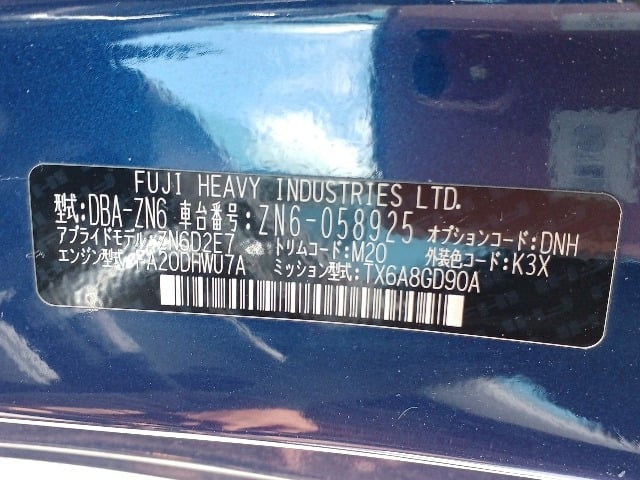 FUJI HEAVY INDUSTRIES LTD.
型式:DBA-ZN6 車台番号:ZN6-058925 オプションコード:DNH
アプライドモデル:ZN6D2E7 トリムコード:M20 外装色コード:K3X
エンジン型式:FA20DHWU7A ミッション型式:TX6A8GD90A